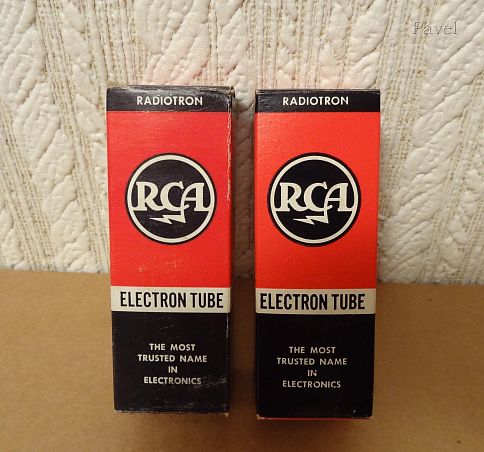 Pavel
RADIOTRON
RCA
ELECTRON TUBE
THE MOST
TRUSTED NAME
IN
ELECTRONICS
RADIOTRON
RCA
ELECTRON TUBE
THE MOST
TRUSTED NAME
IN
ELECTRONICS